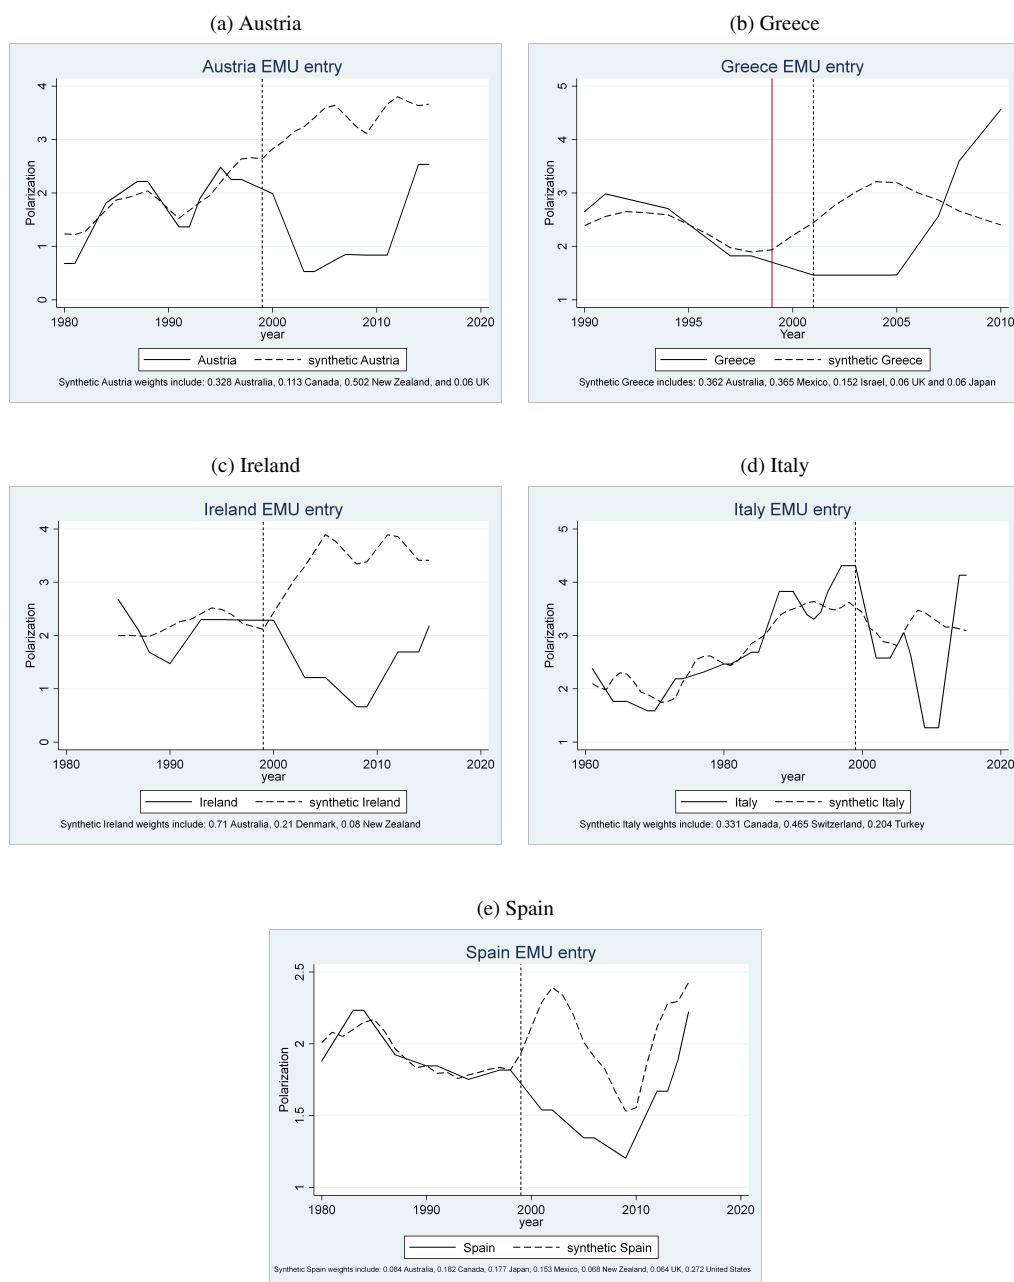 (a) Austria
Austria EMU entry
4
3
2
1
0
Polarization
1980 1990 2000 2010 2020
year
Austria synthetic Austria
Synthetic Austria weights include: 0.328 Australia, 0.113 Canada, 0.502 New Zealand, and 0.06 UK
(b) Greece
Greece EMU entry
5
4
3
2
1
Polarization
1990 1995 2000 2005 2010
Year
Greece synthetic Greece
Synthetic Greece includes: 0.362 Australia, 0.365 Mexico, 0.152 Israel, 0.06 UK and 0.06 Japan
(c) Ireland
Ireland EMU entry
4
3
2
1
0
Polarization
1980 1990 2000 2010 2020
year
Ireland synthetic Ireland
Synthetic Ireland weights include: 0.71 Australia, 0.21 Denmark, 0.08 New Zealand
(d) Italy
Italy EMU entry
5
4
3
2
1
Polarization
1960 1980 2000 2020
year
Italy synthetic Italy
Synthetic Italy weights include: 0.331 Canada, 0.465 Switzerland, 0.204 Turkey
(e) Spain
Spain EMU entry
2.5
2
1.5
1
Polarization
1980 1990 2000 2010 2020
year
Spain synthetic Spain
Synthetic Spain weights include: 0.084 Australia, 0.182 Canada, 0.177 Japan, 0.153 Mexico, 0.068 New Zealand, 0.064 UK, 0.272 United States